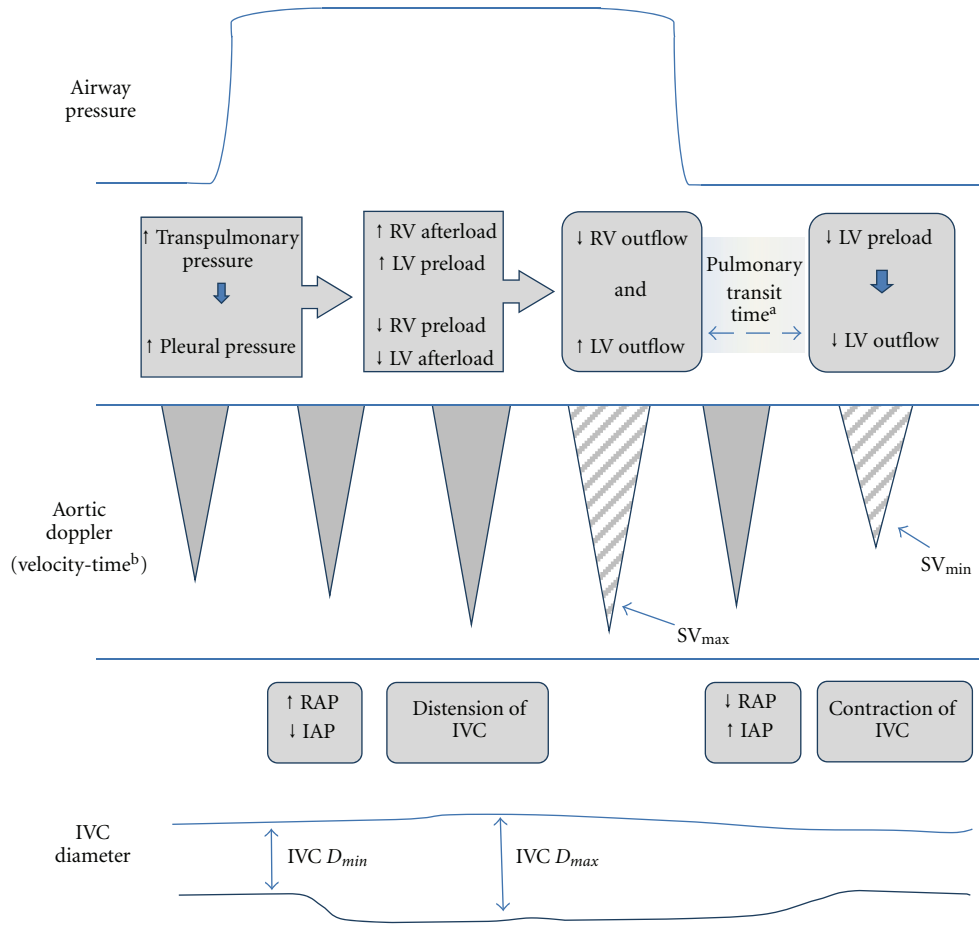 Airway
pressure
↑ Transpulmonary
pressure
↑ Pleural pressure
↑ RV afterload
↑ LV preload
↓ RV preload
↓ LV afterload
↓ RV outflow
and
↑ LV outflow
Pulmonary
transit
timeᵃ
↓ LV preload
↓ LV outflow
Aortic
doppler
(velocity-timeᵇ)
SVmax
SVmin
↑ RAP
↓ IAP
Distension of
IVC
↓ RAP
↑ IAP
Contraction of
IVC
IVC
diameter
IVC Dmin
IVC Dmax